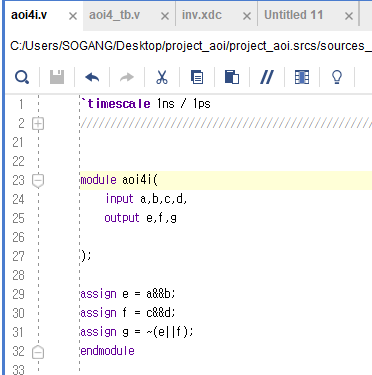 aoi4i.v × aoi4_tb.v × inv.xdc × Untitled 11 ×
C:/Users/SOGANG/Desktop/project_aoi/project_aoi.srcs/sources_
1 `timescale 1ns / 1ps
2 ////////////////////////////////////////////////
21
22
23 module aoi4i(
24 input a,b,c,d,
25 output e,f,g
26
27 );
28
29 assign e = a&&b;
30 assign f = c&&d;
31 assign g = ~(e||f);
32 endmodule
33